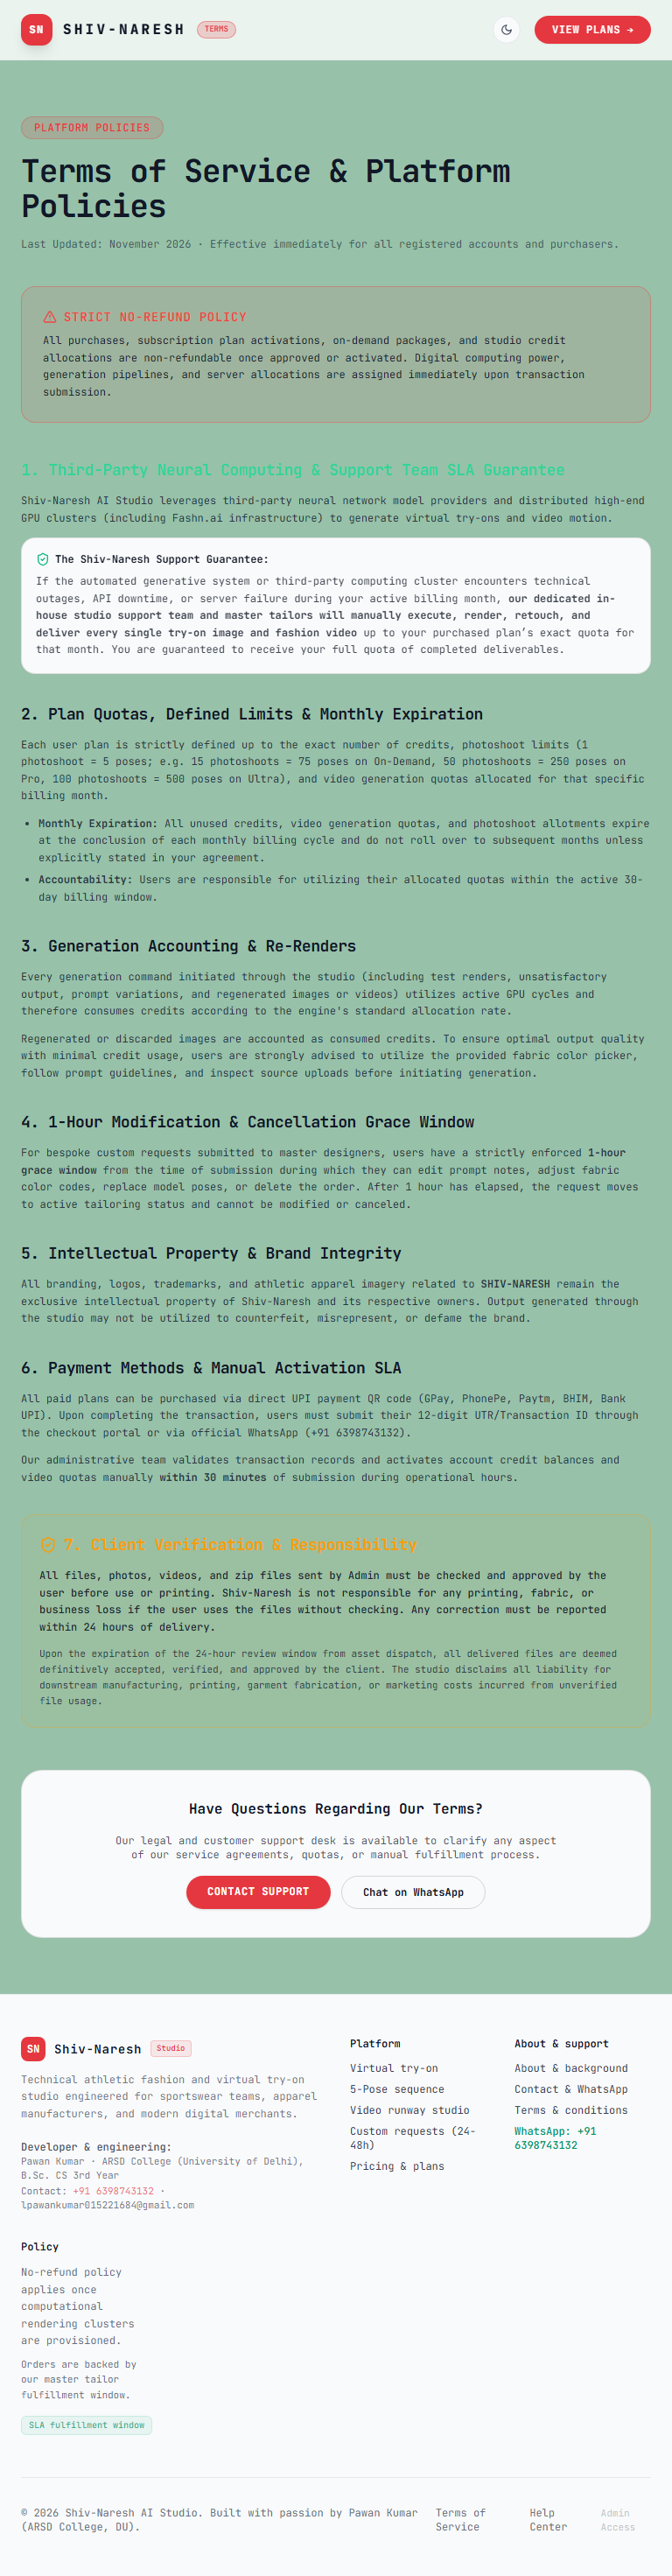 SN SHIV-NARESH TERMS VIEW PLANS →
PLATFORM POLICIES
Terms of Service & Platform
Policies
Last Updated: November 2026 · Effective immediately for all registered accounts and purchasers.
STRICT NO-REFUND POLICY
All purchases, subscription plan activations, on-demand packages, and studio credit
allocations are non-refundable once approved or activated. Digital computing power,
generation pipelines, and server allocations are assigned immediately upon transaction
submission.
1. Third-Party Neural Computing & Support Team SLA Guarantee
Shiv-Naresh AI Studio leverages third-party neural network model providers and distributed high-end
GPU clusters (including Fashn.ai infrastructure) to generate virtual try-ons and video motion.
The Shiv-Naresh Support Guarantee:
If the automated generative system or third-party computing cluster encounters technical
outages, API downtime, or server failure during your active billing month, our dedicated in-
house studio support team and master tailors will manually execute, render, retouch, and
deliver every single try-on image and fashion video up to your purchased plan’s exact quota for
that month. You are guaranteed to receive your full quota of completed deliverables.
2. Plan Quotas, Defined Limits & Monthly Expiration
Each user plan is strictly defined up to the exact number of credits, photoshoot limits (1
photoshoot = 5 poses; e.g. 15 photoshoots = 75 poses on On-Demand, 50 photoshoots = 250 poses on
Pro, 100 photoshoots = 500 poses on Ultra), and video generation quotas allocated for that specific
billing month.
• Monthly Expiration: All unused credits, video generation quotas, and photoshoot allotments expire
at the conclusion of each monthly billing cycle and do not roll over to subsequent months unless
explicitly stated in your agreement.
• Accountability: Users are responsible for utilizing their allocated quotas within the active 30-
day billing window.
3. Generation Accounting & Re-Renders
Every generation command initiated through the studio (including test renders, unsatisfactory
output, prompt variations, and regenerated images or videos) utilizes active GPU cycles and
therefore consumes credits according to the engine's standard allocation rate.
Regenerated or discarded images are accounted as consumed credits. To ensure optimal output quality
with minimal credit usage, users are strongly advised to utilize the provided fabric color picker,
follow prompt guidelines, and inspect source uploads before initiating generation.
4. 1-Hour Modification & Cancellation Grace Window
For bespoke custom requests submitted to master designers, users have a strictly enforced 1-hour
grace window from the time of submission during which they can edit prompt notes, adjust fabric
color codes, replace model poses, or delete the order. After 1 hour has elapsed, the request moves
to active tailoring status and cannot be modified or canceled.
5. Intellectual Property & Brand Integrity
All branding, logos, trademarks, and athletic apparel imagery related to SHIV-NARESH remain the
exclusive intellectual property of Shiv-Naresh and its respective owners. Output generated through
the studio may not be utilized to counterfeit, misrepresent, or defame the brand.
6. Payment Methods & Manual Activation SLA
All paid plans can be purchased via direct UPI payment QR code (GPay, PhonePe, Paytm, BHIM, Bank
UPI). Upon completing the transaction, users must submit their 12-digit UTR/Transaction ID through
the checkout portal or via official WhatsApp (+91 6398743132).
Our administrative team validates transaction records and activates account credit balances and
video quotas manually within 30 minutes of submission during operational hours.
7. Client Verification & Responsibility
All files, photos, videos, and zip files sent by Admin must be checked and approved by the
user before use or printing. Shiv-Naresh is not responsible for any printing, fabric, or
business loss if the user uses the files without checking. Any correction must be reported
within 24 hours of delivery.
Upon the expiration of the 24-hour review window from asset dispatch, all delivered files are deemed
definitively accepted, verified, and approved by the client. The studio disclaims all liability for
downstream manufacturing, printing, garment fabrication, or marketing costs incurred from unverified
file usage.
Have Questions Regarding Our Terms?
Our legal and customer support desk is available to clarify any aspect
of our service agreements, quotas, or manual fulfillment process.
CONTACT SUPPORT
Chat on WhatsApp
SN Shiv-Naresh Studio
Technical athletic fashion and virtual try-on
studio engineered for sportswear teams, apparel
manufacturers, and modern digital merchants.
Developer & engineering:
Pawan Kumar · ARSD College (University of Delhi),
B.Sc. CS 3rd Year
Contact: +91 6398743132 ·
lpawankumar015221684@gmail.com
Platform
Virtual try-on
5-Pose sequence
Video runway studio
Custom requests (24-
48h)
Pricing & plans
About & support
About & background
Contact & WhatsApp
Terms & conditions
WhatsApp: +91
6398743132
Policy
No-refund policy
applies once
computational
rendering clusters
are provisioned.
Orders are backed by
our master tailor
fulfillment window.
SLA fulfillment window
© 2026 Shiv-Naresh AI Studio. Built with passion by Pawan Kumar
(ARSD College, DU).
Terms of
Service
Help
Center
Admin
Access